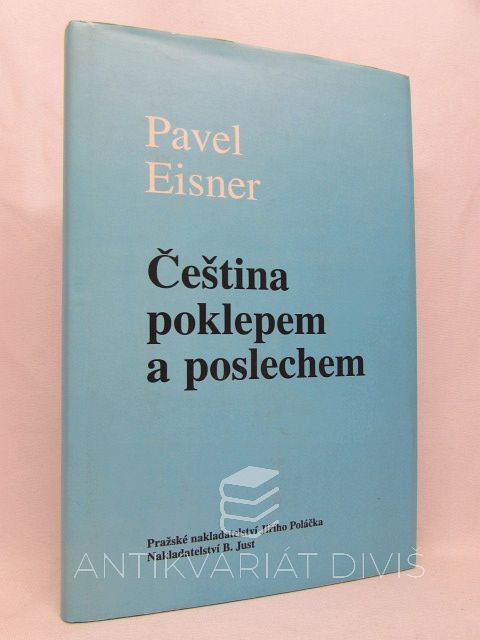 Pavel
Eisner
Čeština
poklepem
a poslechem
Pražské nakladatelství Jiřího Poláčka
Nakladatelství B. Just
ANTIKVARIÁT DIVIŠ